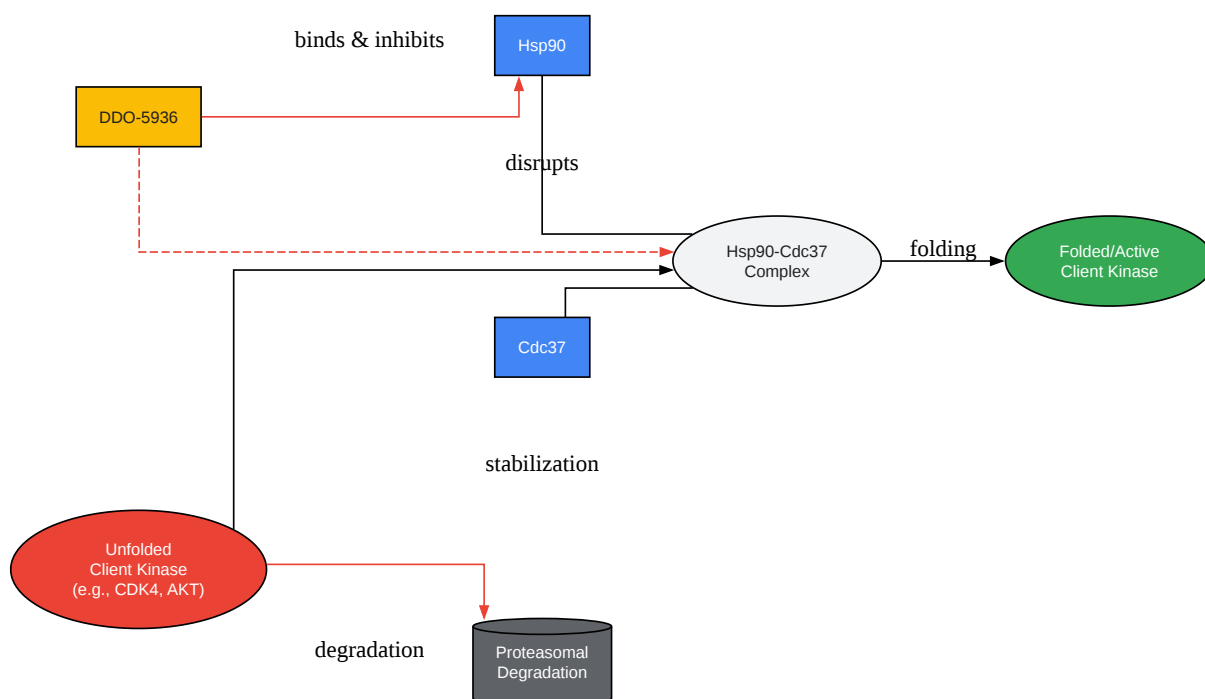 binds & inhibits
Hsp90
DDO-5936
disrupts
Hsp90-Cdc37
Complex
folding
Folded/Active
Client Kinase
Cdc37
stabilization
Unfolded
Client Kinase
(e.g., CDK4, AKT)
degradation
Proteasomal
Degradation